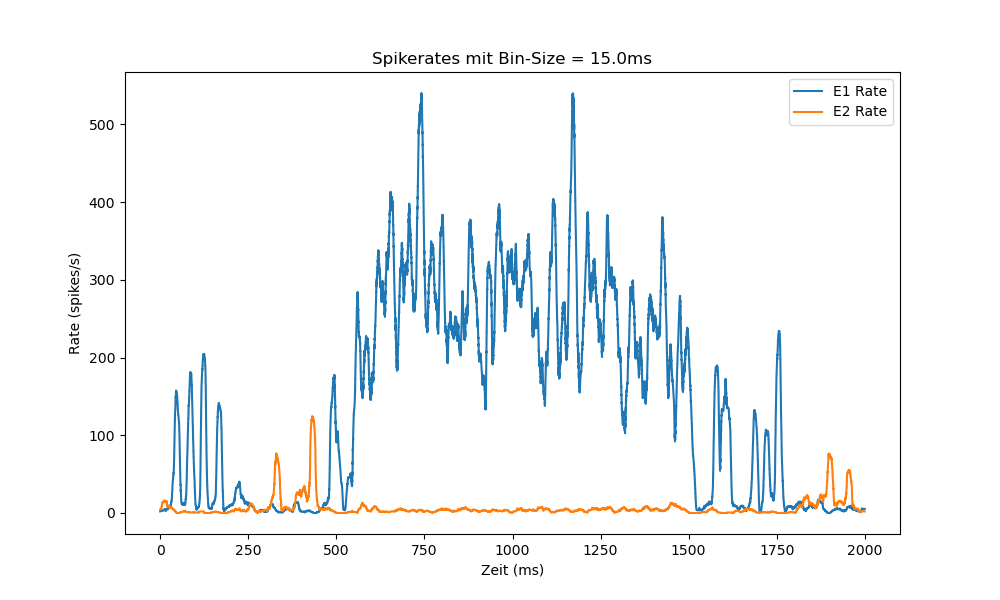 Spikerates mit Bin-Size = 15.0ms
E1 Rate
E2 Rate
Rate (spikes/s)
500
400
300
200
100
0
0 250 500 750 1000 1250 1500 1750 2000
Zeit (ms)